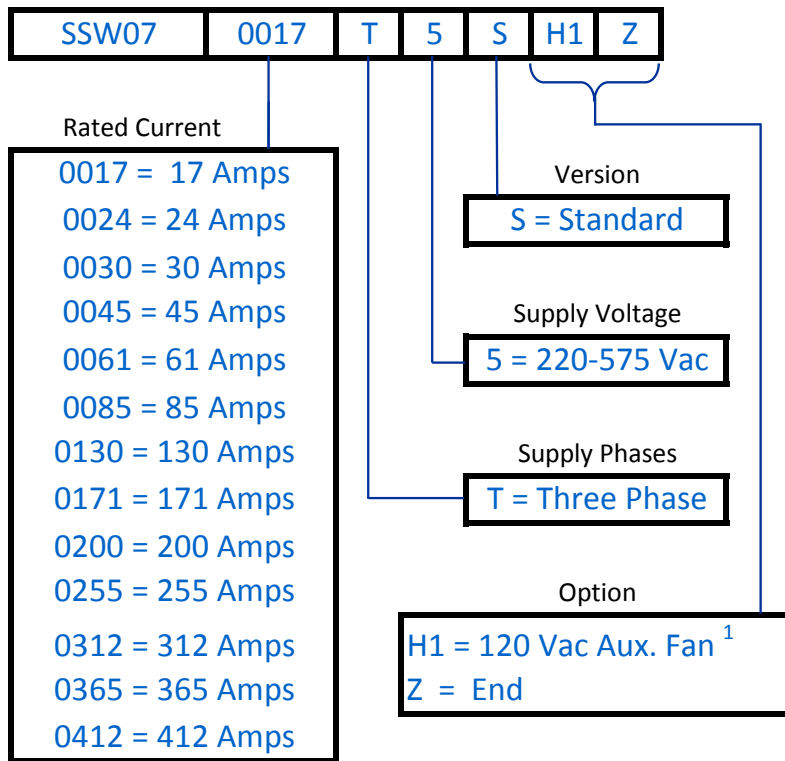 SSW07 0017 T 5 S H1 Z
Rated Current
0017 = 17 Amps
0024 = 24 Amps
0030 = 30 Amps
0045 = 45 Amps
0061 = 61 Amps
0085 = 85 Amps
0130 = 130 Amps
0171 = 171 Amps
0200 = 200 Amps
0255 = 255 Amps
0312 = 312 Amps
0365 = 365 Amps
0412 = 412 Amps
Version
S = Standard
Supply Voltage
5 = 220-575 Vac
Supply Phases
T = Three Phase
Option
H1 = 120 Vac Aux. Fan 1
Z = End